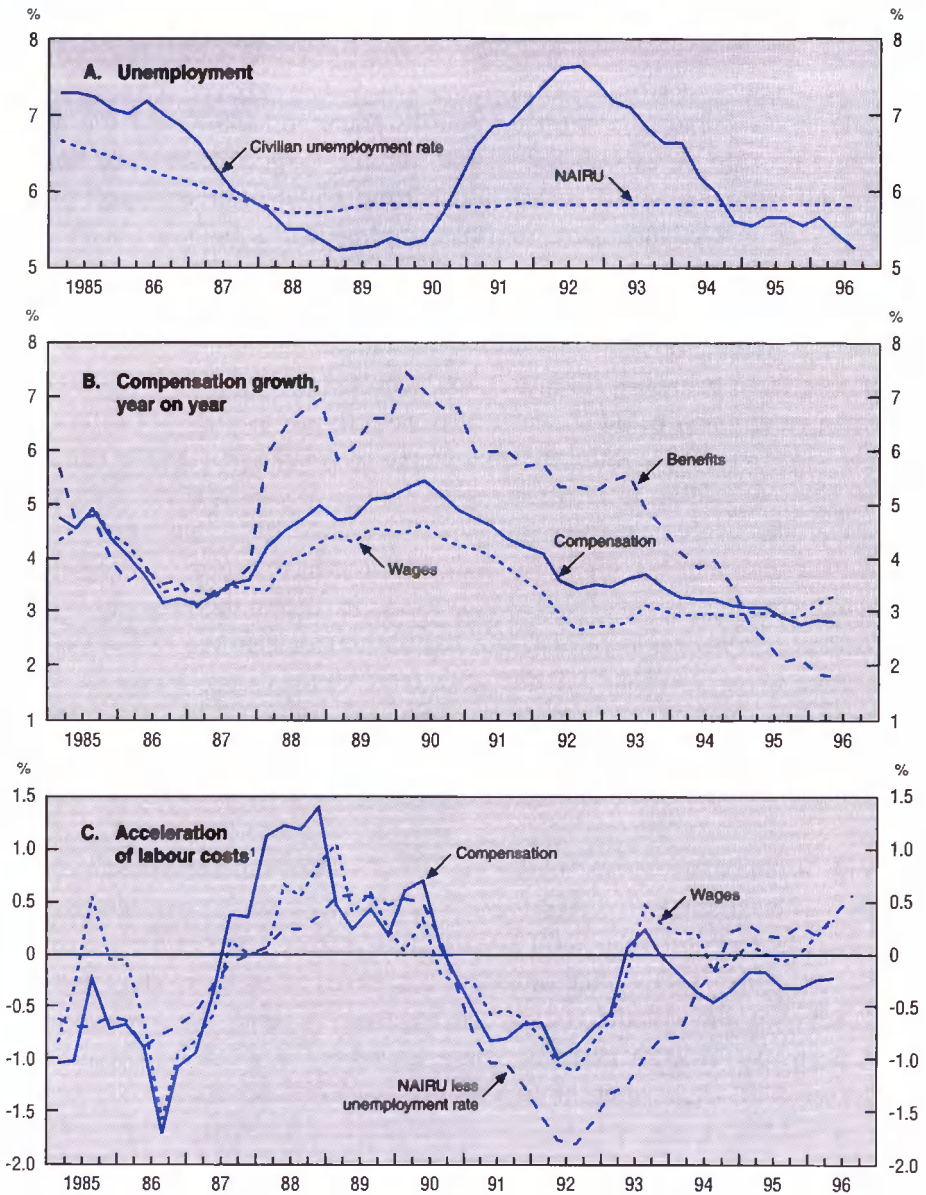 % %
8 8
A. Unemployment
7 7
Civilian unemployment rate
NAIRU
6 6
5 5
1985 86 87 88 89 90 91 92 93 94 95 96
% %
8 8
B. Compensation growth,
year on year
7 7
6 6
Benefits
5 5
Compensation
4 4
Wages
3 3
2 2
1 1
1985 86 87 88 89 90 91 92 93 94 95 96
% %
1.5 1.5
C. Acceleration
of labour costs¹
1.0 1.0
Compensation
Wages
0.5 0.5
0 0
-0.5 -0.5
-1.0 -1.0
NAIRU less
unemployment rate
-1.5 -1.5
-2.0 -2.0
1985 86 87 88 89 90 91 92 93 94 95 96